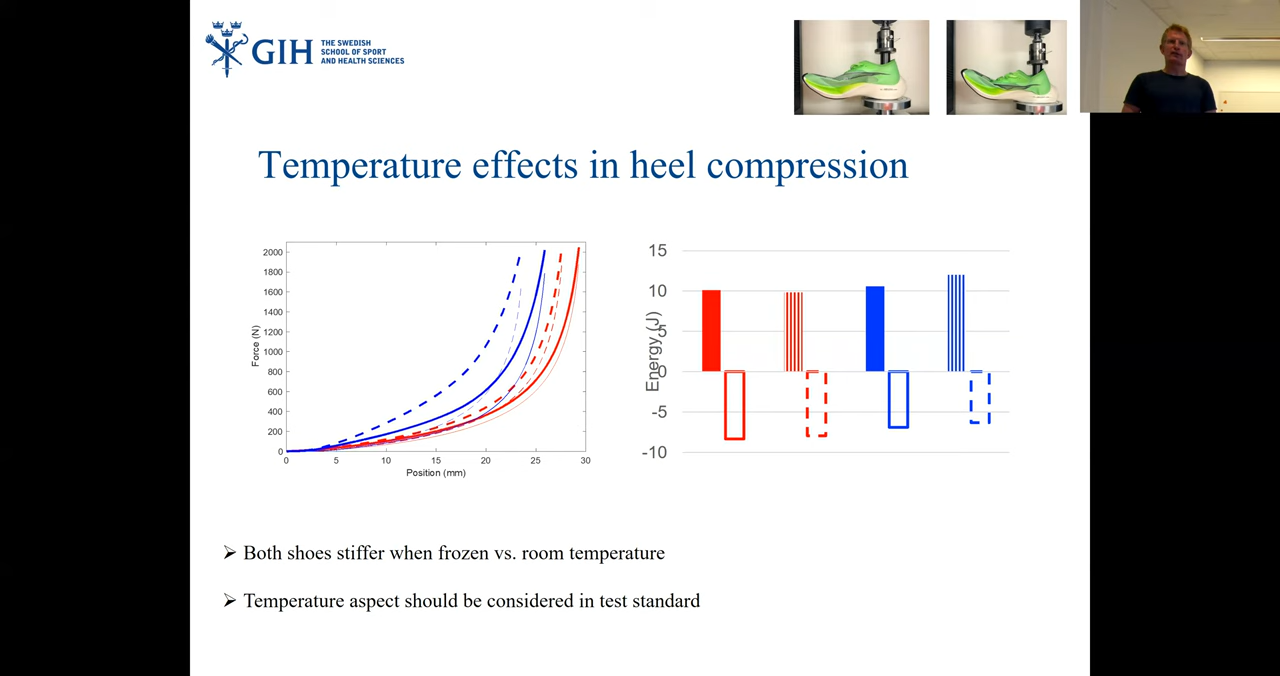 GIH
THE SWEDISH
SCHOOL OF SPORT
AND HEALTH SCIENCES
Temperature effects in heel compression
2000
1800
1600
1400
1200
1000
800
600
400
200
0
Force (N)
0 5 10 15 20 25 30
Position (mm)
15
10
5
0
-5
-10
Energy (J)
➢ Both shoes stiffer when frozen vs. room temperature
➢ Temperature aspect should be considered in test standard